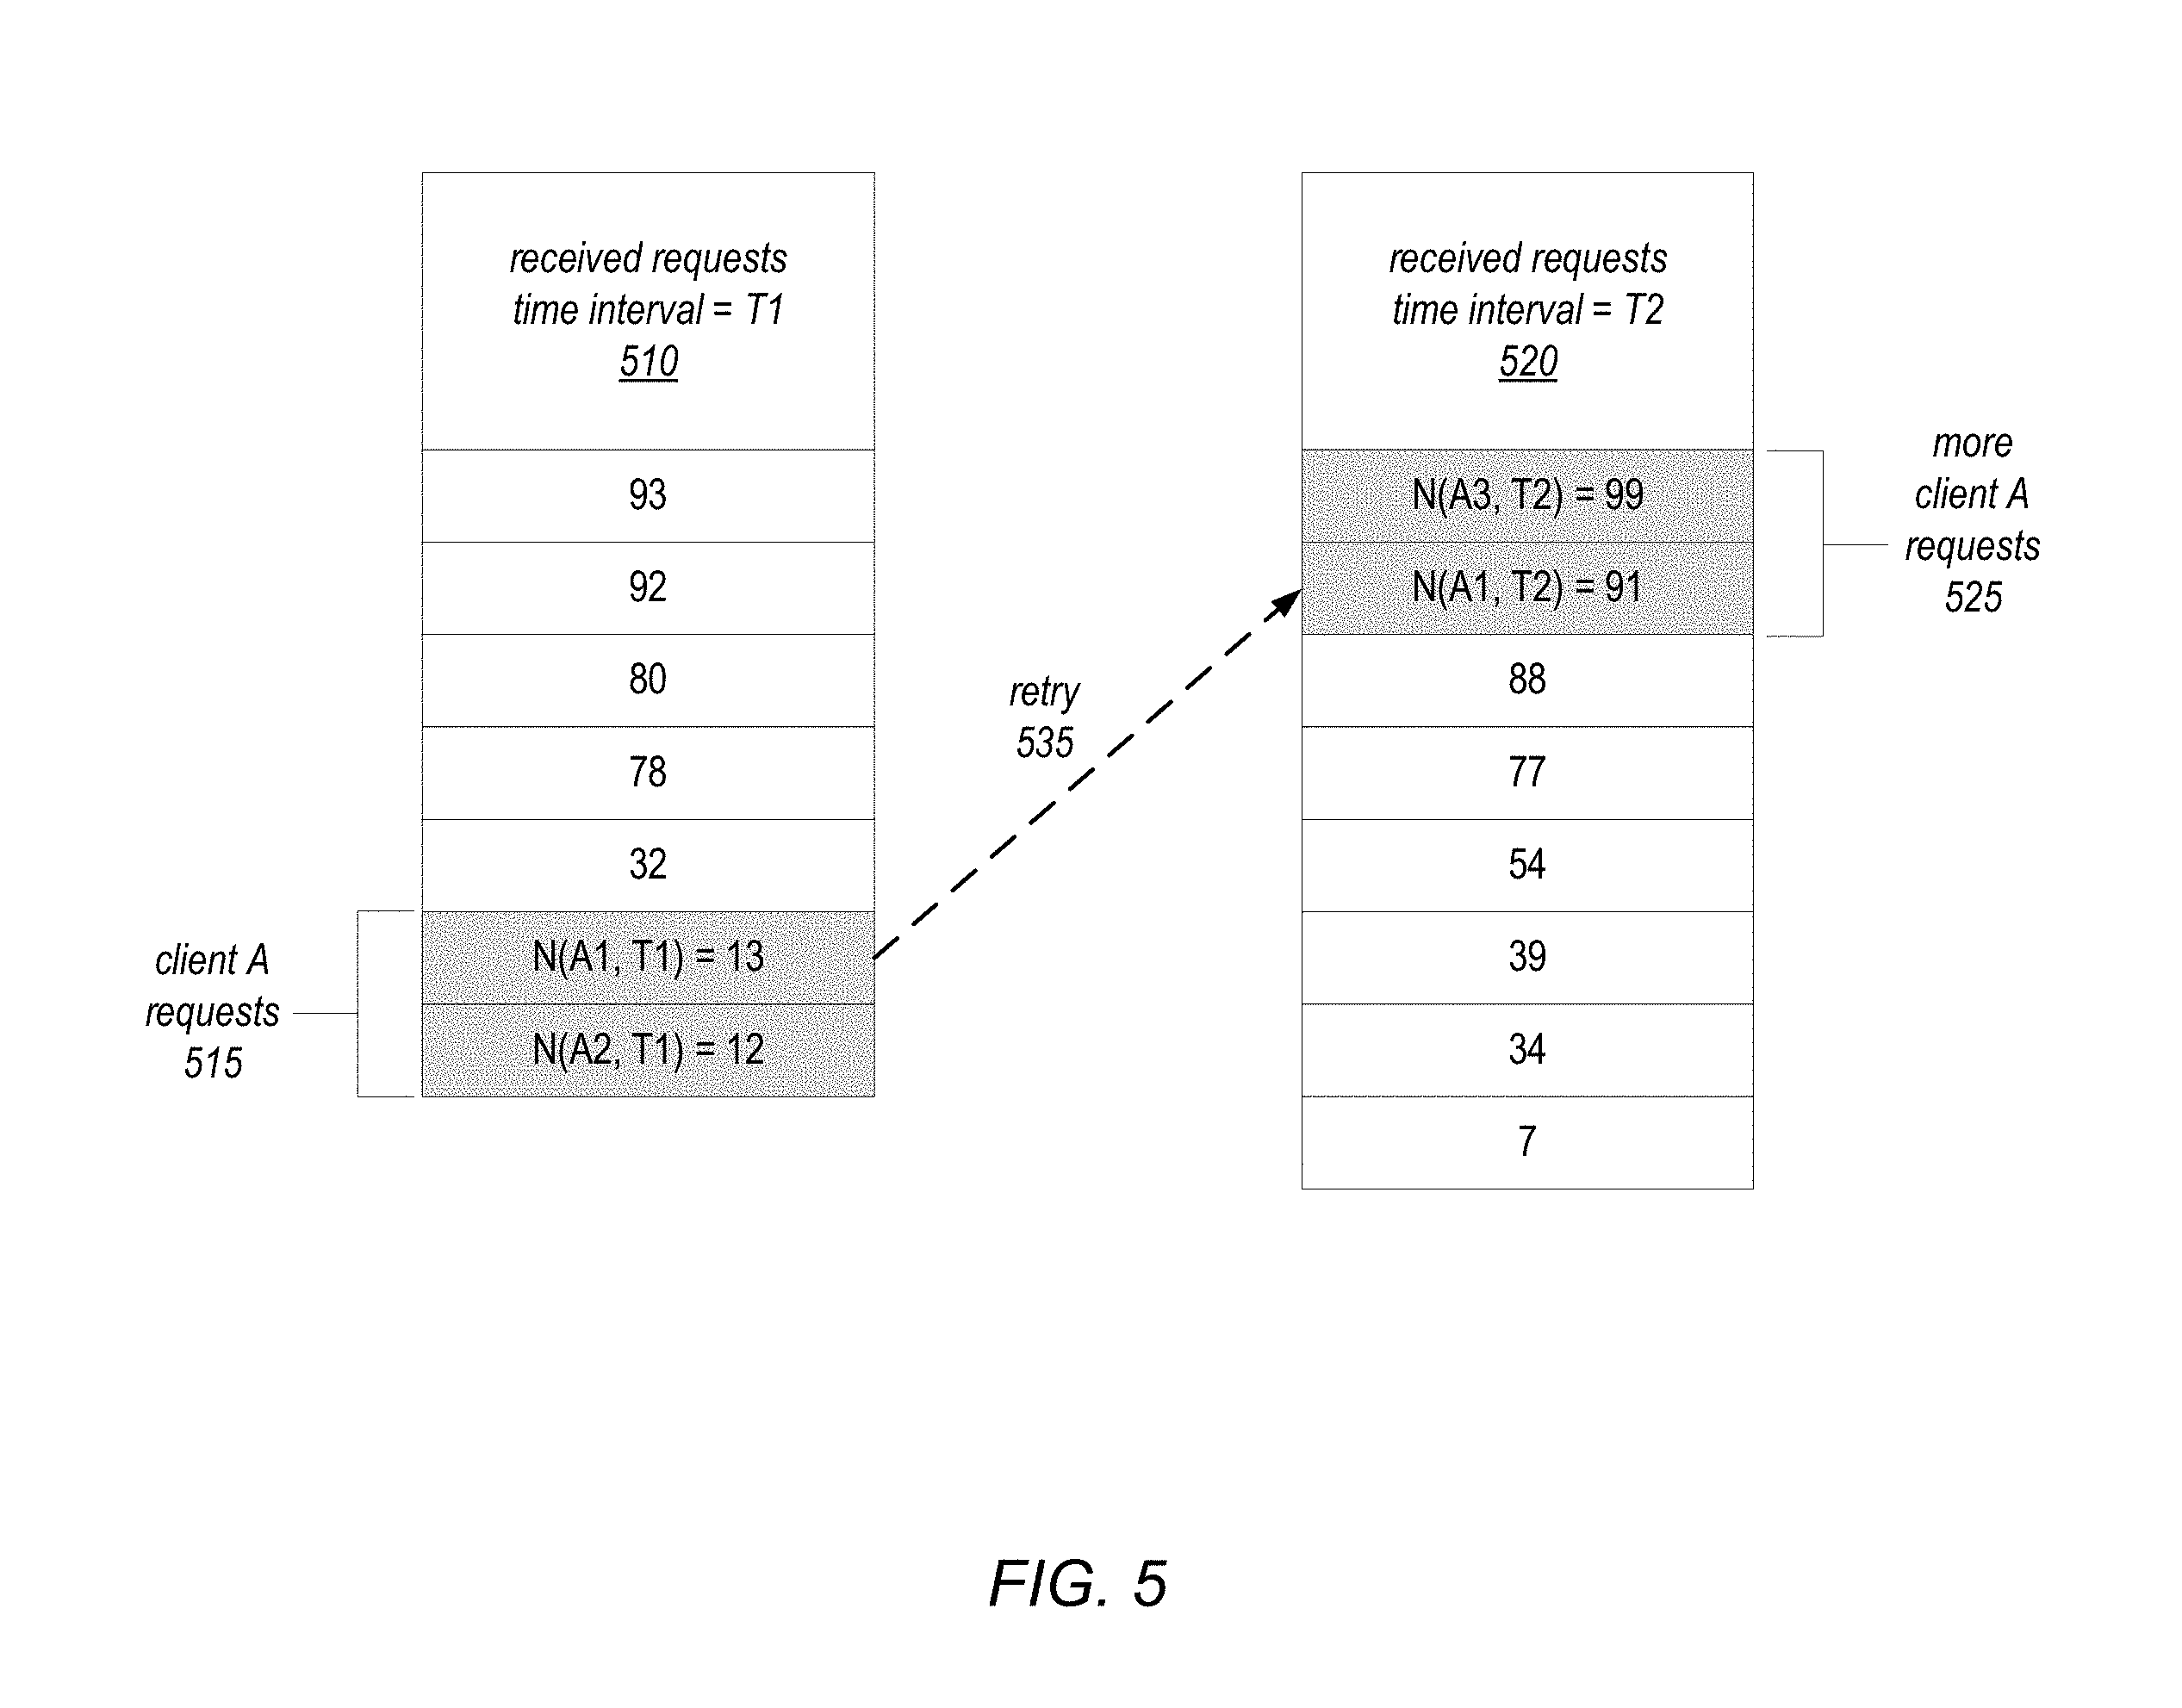 received requests
time interval = T1
510
93
92
80
78
32
N(A1, T1) = 13
N(A2, T1) = 12
client A
requests
515
retry
535
received requests
time interval = T2
520
N(A3, T2) = 99
N(A1, T2) = 91
88
77
54
39
34
7
more
client A
requests
525
FIG. 5